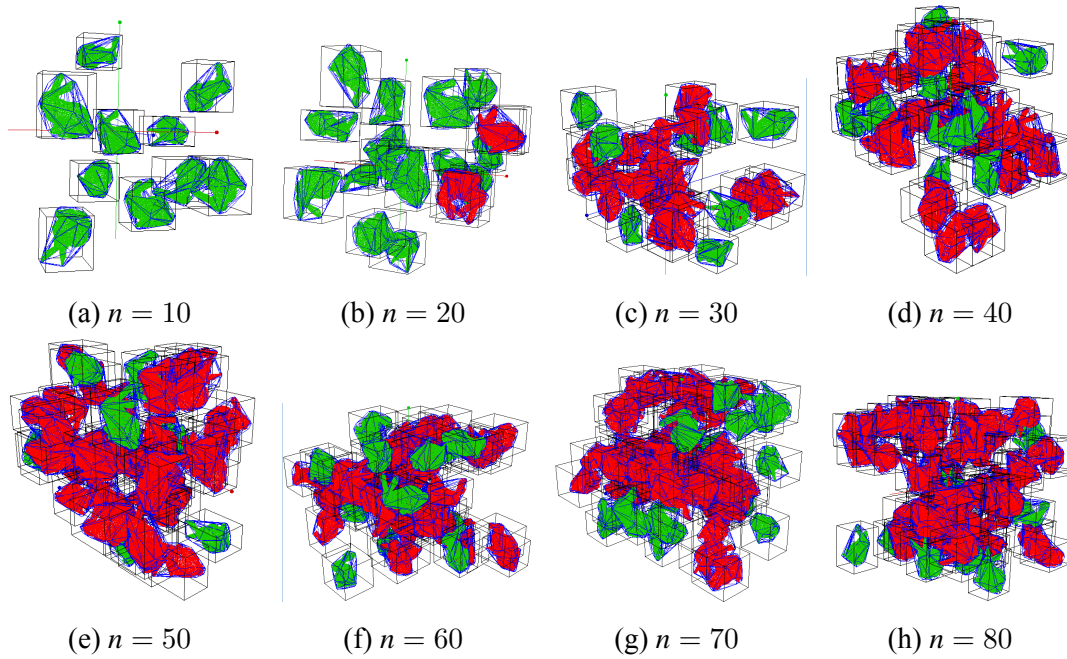 (a) n = 10
(b) n = 20
(c) n = 30
(d) n = 40
(e) n = 50
(f) n = 60
(g) n = 70
(h) n = 80